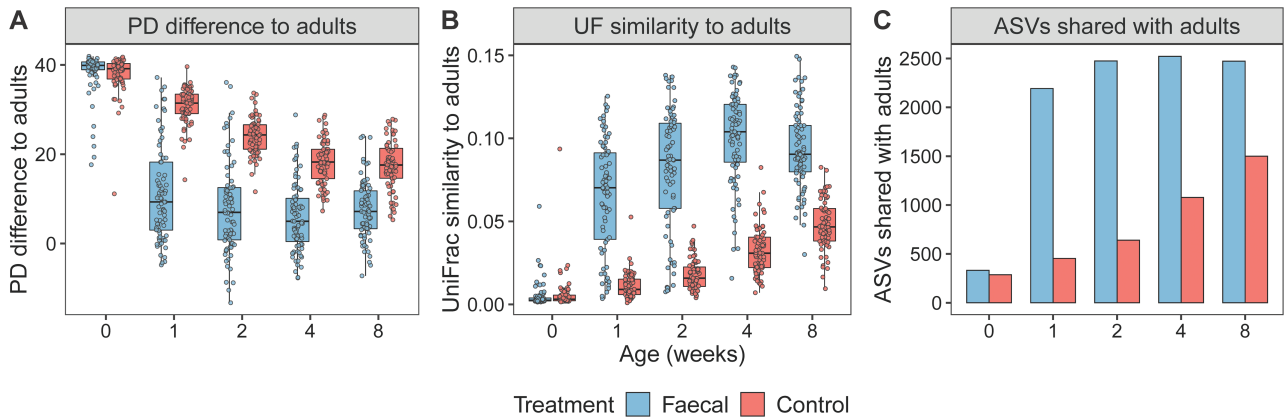 A
PD difference to adults
PD difference to adults
40
20
0
0 1 2 4 8
B
UF similarity to adults
UniFrac similarity to adults
0.15
0.10
0.05
0.00
0 1 2 4 8
Age (weeks)
C
ASVs shared with adults
ASVs shared with adults
2500
2000
1500
1000
500
0
0 1 2 4 8
Treatment Faecal Control